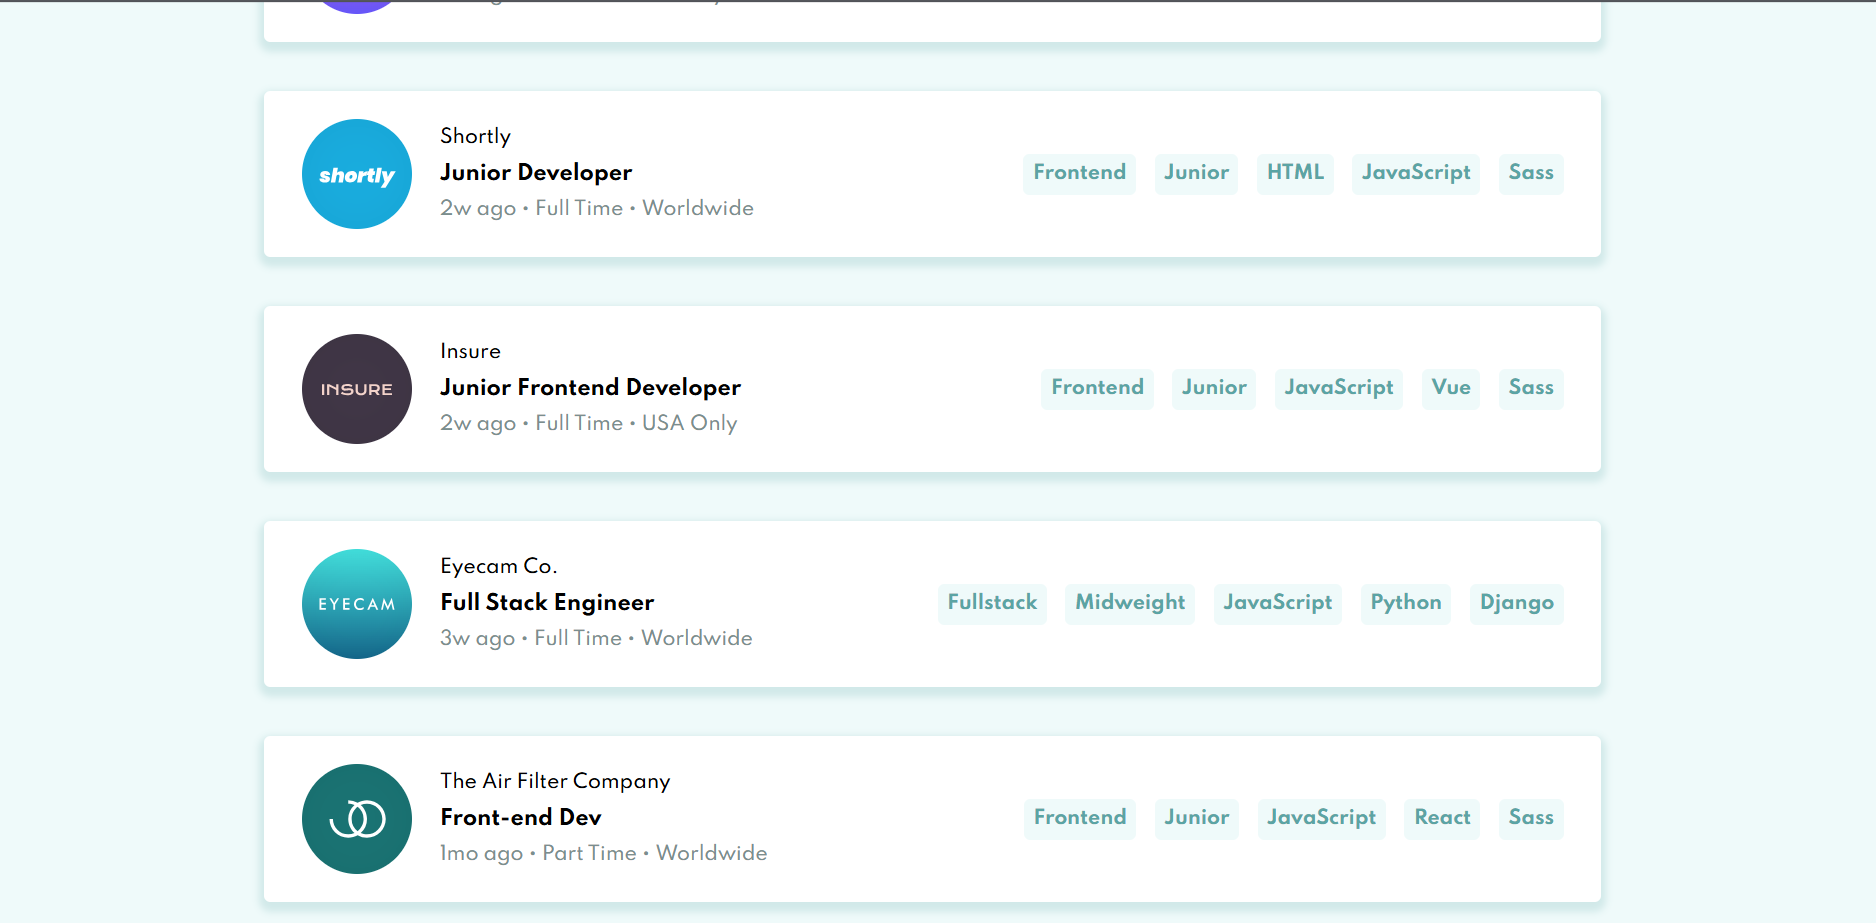 shortly
Shortly
Junior Developer
2w ago • Full Time • Worldwide
Frontend Junior HTML JavaScript Sass
INSURE
Insure
Junior Frontend Developer
2w ago • Full Time • USA Only
Frontend Junior JavaScript Vue Sass
EYECAM
Eyecam Co.
Full Stack Engineer
3w ago • Full Time • Worldwide
Fullstack Midweight JavaScript Python Django
The Air Filter Company
Front-end Dev
1mo ago • Part Time • Worldwide
Frontend Junior JavaScript React Sass